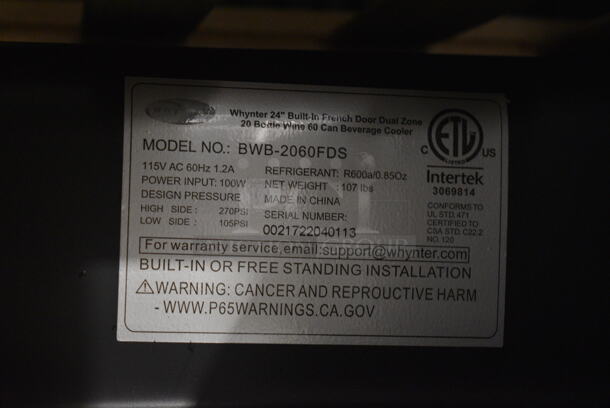 Whynter 24" Built-In French Door Dual Zone
20 Bottle Wine 60 Can Beverage Cooler
MODEL NO.: BWB-2060FDS
115V AC 60Hz 1.2A REFRIGERANT: R600a/0.85Oz
POWER INPUT: 100W NET WEIGHT : 107 lbs
DESIGN PRESSURE MADE IN CHINA
HIGH SIDE : 270PSI SERIAL NUMBER:
LOW SIDE : 105PSI 0021722040113
ETL
LISTED
C US
Intertek
3069814
CONFORMS TO
UL STD. 471
CERTIFIED TO
CSA STD. C22.2
NO.120
For warranty service,email:support@whynter.com
BUILT-IN OR FREE STANDING INSTALLATION
WARNING: CANCER AND REPRODUCTIVE HARM
- WWW.P65WARNINGS.CA.GOV